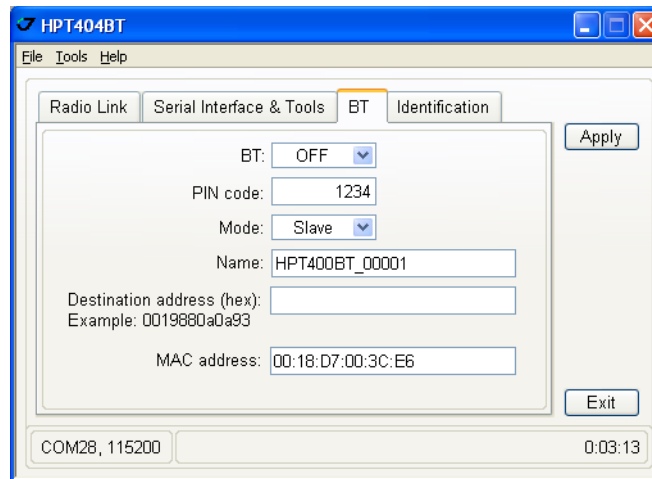 HPT404BT
File Tools Help
Radio Link Serial Interface & Tools BT Identification
Apply
BT: OFF
PIN code: 1234
Mode: Slave
Name: HPT400BT_00001
Destination address (hex):
Example: 0019880a0a93
MAC address: 00:18:D7:00:3C:E6
Exit
COM28, 115200 0:03:13